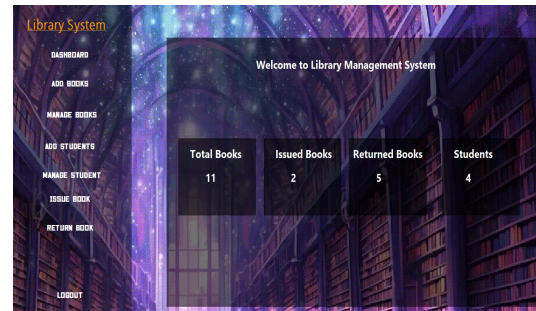 Library System
DASHBOARD
ADD BOOKS
MANAGE BOOKS
ADD STUDENTS
MANAGE STUDENT
ISSUE BOOK
RETURN BOOK
LOGOUT
Welcome to Library Management System
Total Books Issued Books Returned Books Students
11 2 5 4